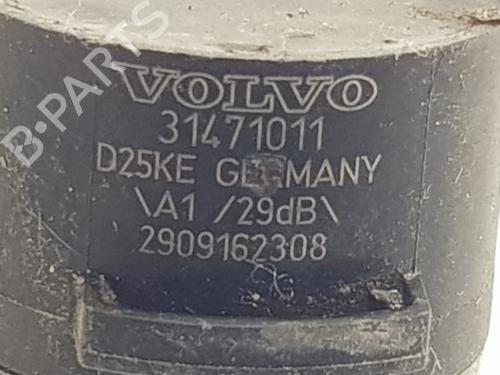 B-PARTS
VOLVO
31471011
D25KE GERMANY
\A1 /29dB\
2909162308